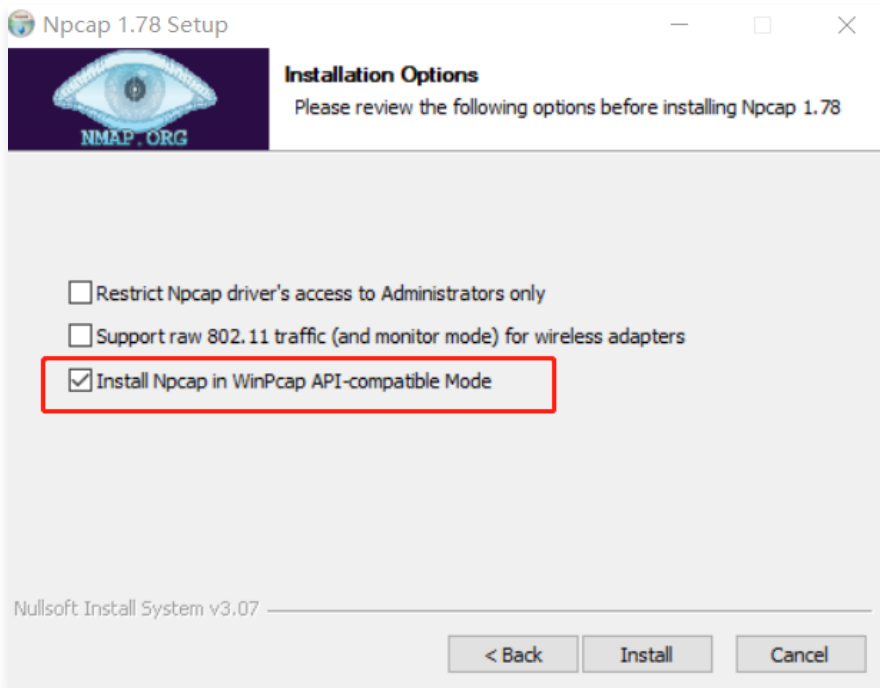 Npcap 1.78 Setup
NMAP.ORG
Installation Options
Please review the following options before installing Npcap 1.78
Restrict Npcap driver's access to Administrators only
Support raw 802.11 traffic (and monitor mode) for wireless adapters
Install Npcap in WinPcap API-compatible Mode
Nullsoft Install System v3.07
< Back
Install
Cancel